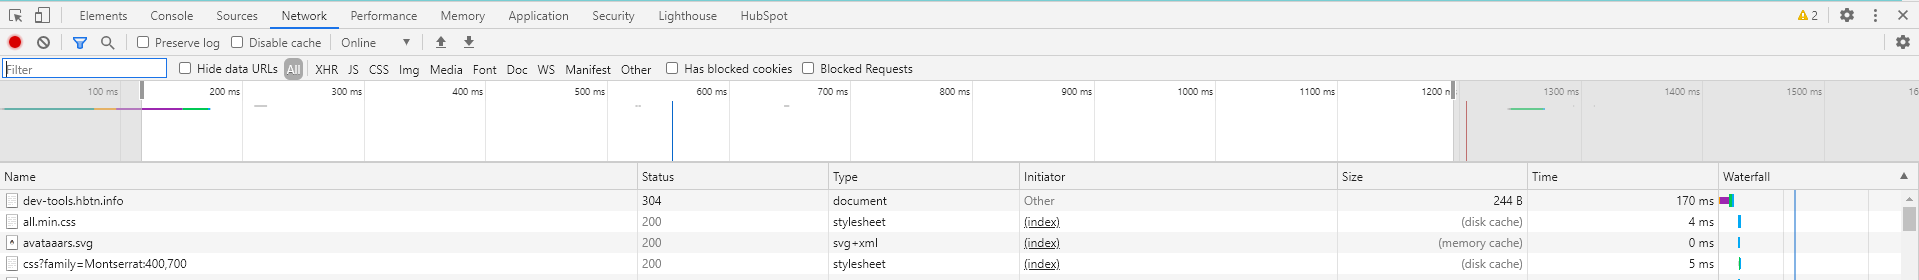 Elements Console Sources Network Performance Memory Application Security Lighthouse HubSpot 2
Preserve log Disable cache Online
Filter Hide data URLs All XHR JS CSS Img Media Font Doc WS Manifest Other Has blocked cookies Blocked Requests
100 ms 200 ms 300 ms 400 ms 500 ms 600 ms 700 ms 800 ms 900 ms 1000 ms 1100 ms 1200 m 1300 ms 1400 ms 1500 ms 16
Name Status Type Initiator Size Time Waterfall
dev-tools.hbtn.info 304 document Other 244 B 170 ms
all.min.css 200 stylesheet (index) (disk cache) 4 ms
avataaars.svg 200 svg+xml (index) (memory cache) 0 ms
css?family=Montserrat:400,700 200 stylesheet (index) (disk cache) 5 ms